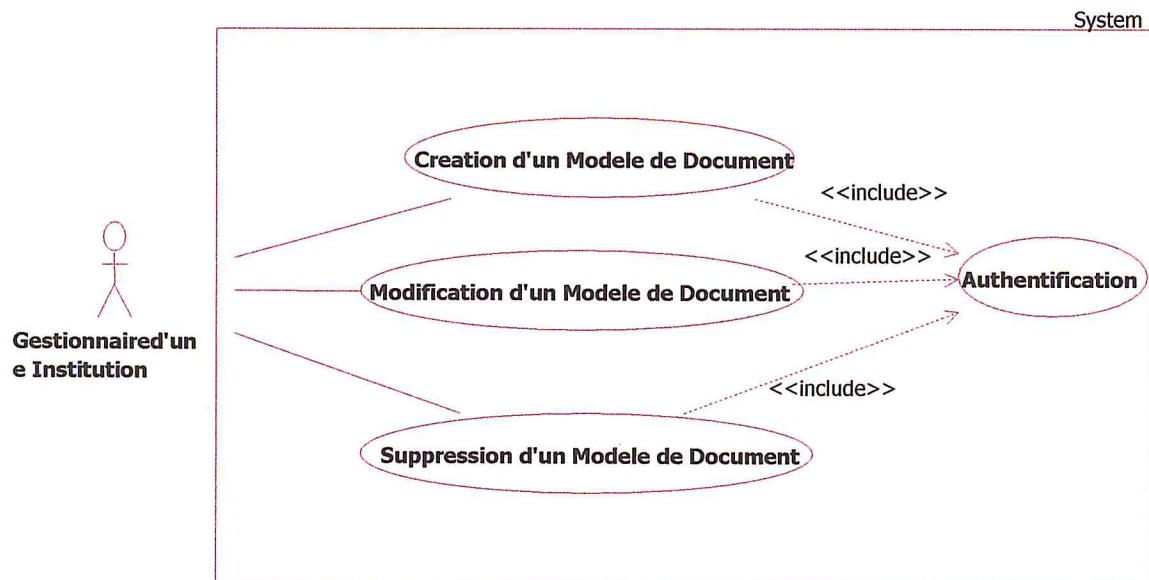 System
Creation d'un Modele de Document
<<include>>
<<include>>
Modification d'un Modele de Document
Authentification
Gestionnaired'un
e Institution
<<include>>
Suppression d'un Modele de Document